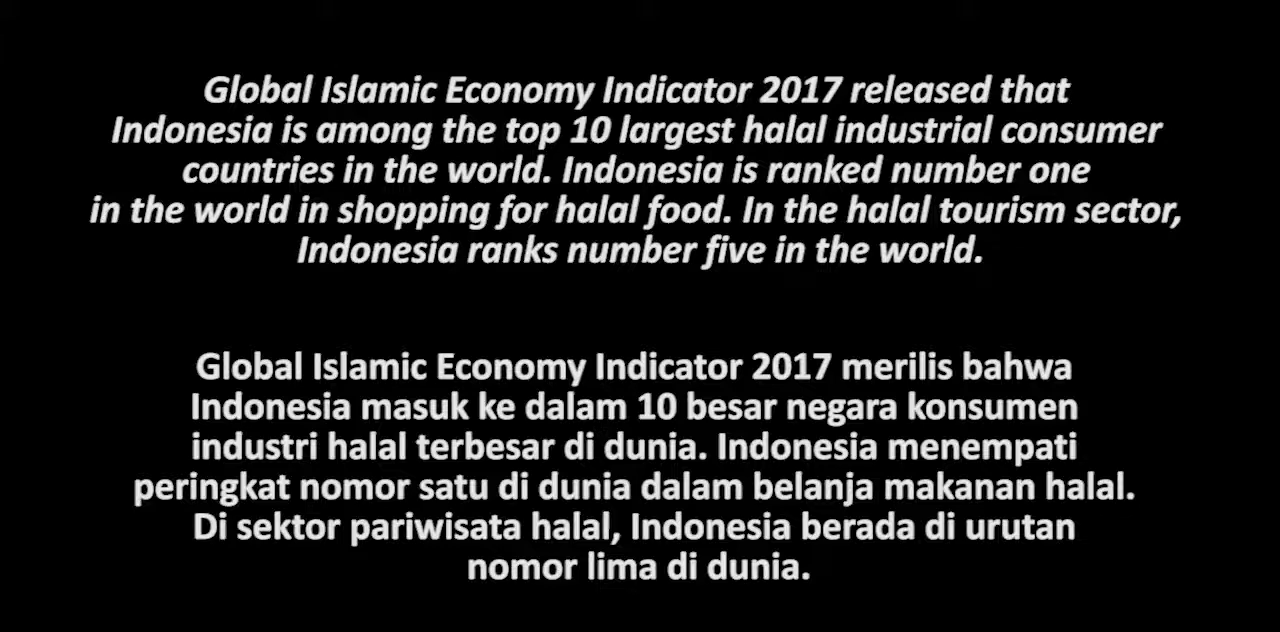 Global Islamic Economy Indicator 2017 released that
Indonesia is among the top 10 largest halal industrial consumer
countries in the world. Indonesia is ranked number one
in the world in shopping for halal food. In the halal tourism sector,
Indonesia ranks number five in the world.
Global Islamic Economy Indicator 2017 merilis bahwa
Indonesia masuk ke dalam 10 besar negara konsumen
industri halal terbesar di dunia. Indonesia menempati
peringkat nomor satu di dunia dalam belanja makanan halal.
Di sektor pariwisata halal, Indonesia berada di urutan
nomor lima di dunia.